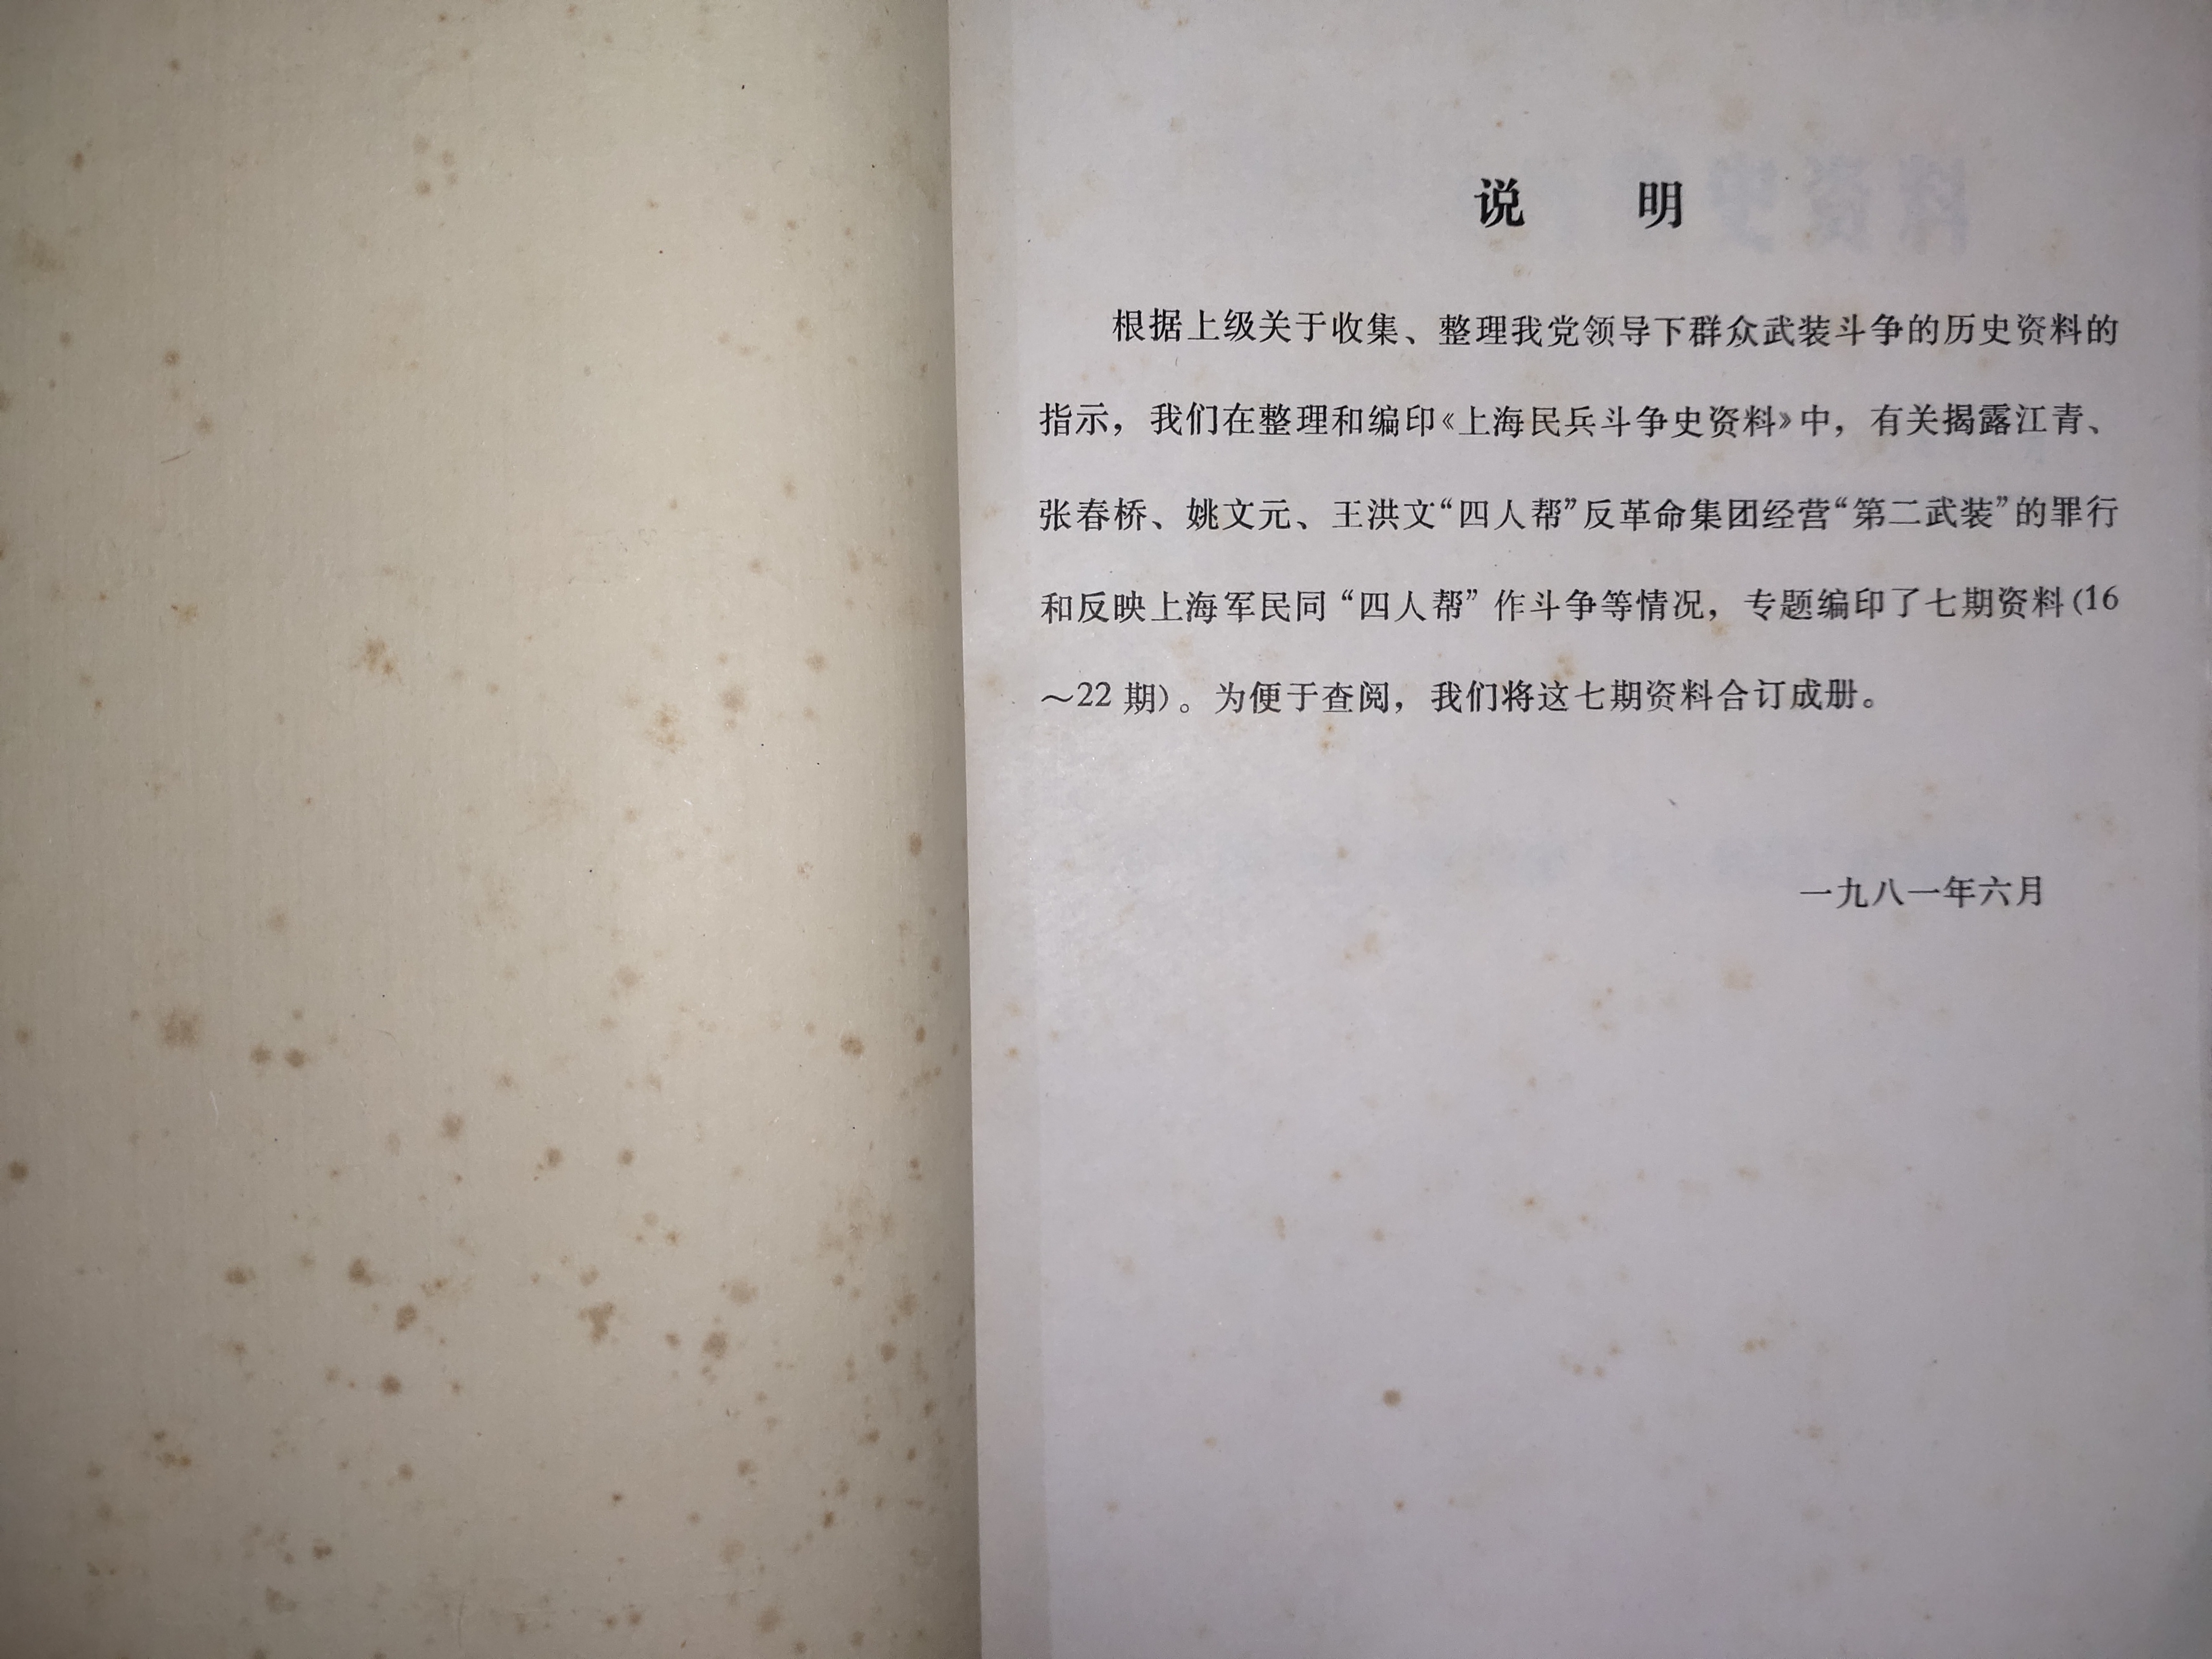 说 明
根据上级关于收集、整理我党领导下群众武装斗争的历史资料的
指示，我们在整理和编印《上海民兵斗争史资料》中，有关揭露江青、
张春桥、姚文元、王洪文“四人帮”反革命集团经营“第二武装”的罪行
和反映上海军民同“四人帮”作斗争等情况，专题编印了七期资料(16
～22期)。为便于查阅，我们将这七期资料合订成册。
一九八一年六月